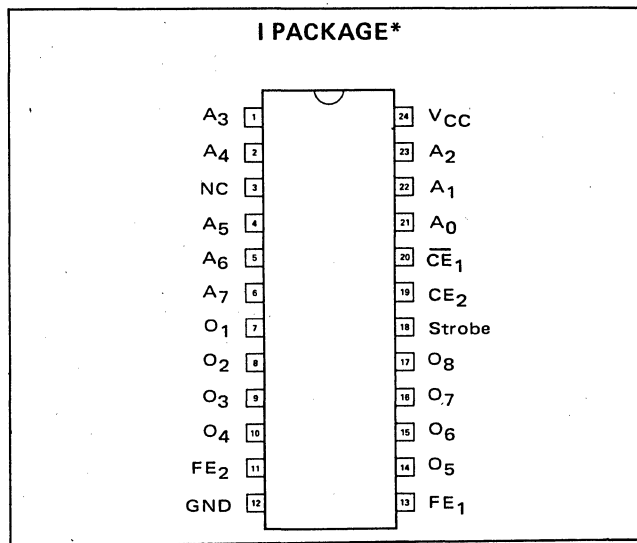 I PACKAGE*
A3 1 24 VCC
A4 2 23 A2
NC 3 22 A1
A5 4 21 A0
A6 5 20 C̅E̅1
A7 6 19 CE2
O1 7 18 Strobe
O2 8 17 O8
O3 9 16 O7
O4 10 15 O6
FE2 11 14 O5
GND 12 13 FE1